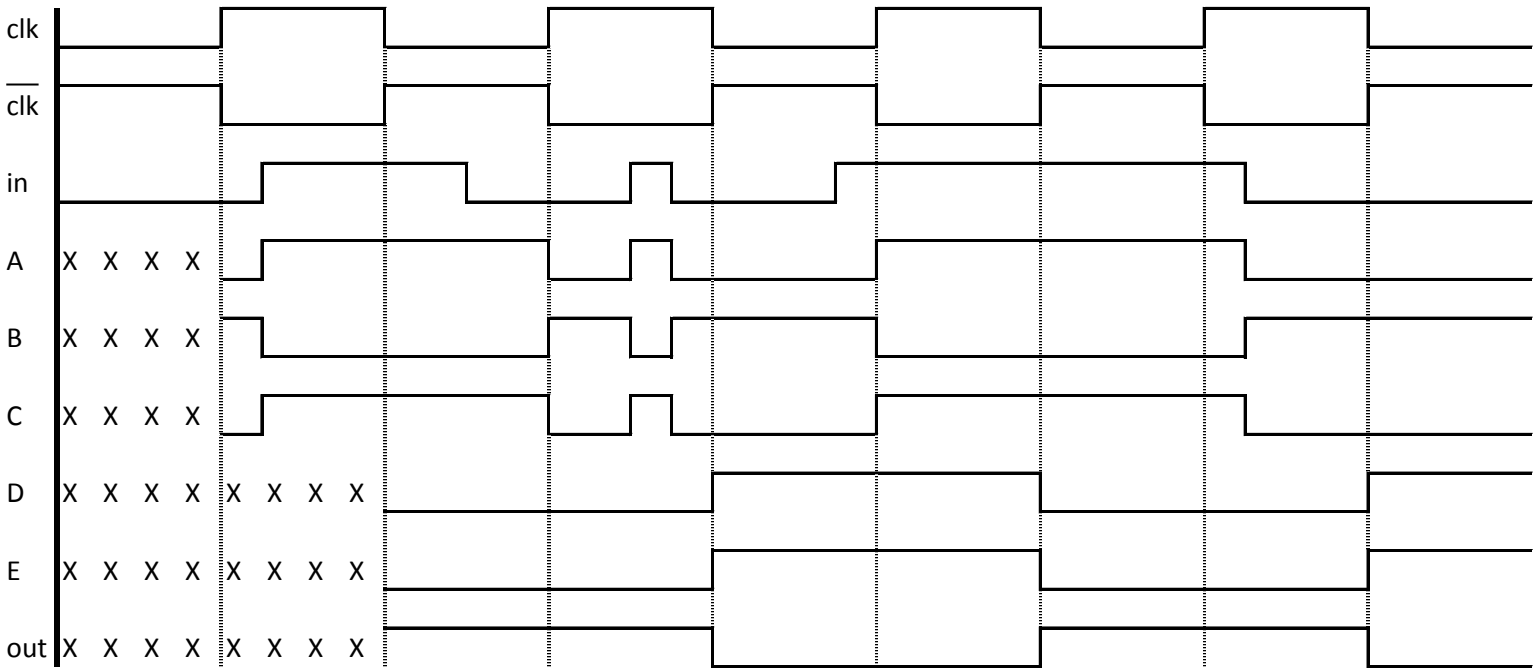 clk
clk
in
A X X X X
B X X X X
C X X X X
D X X X X X X X X
E X X X X X X X X
out X X X X X X X X